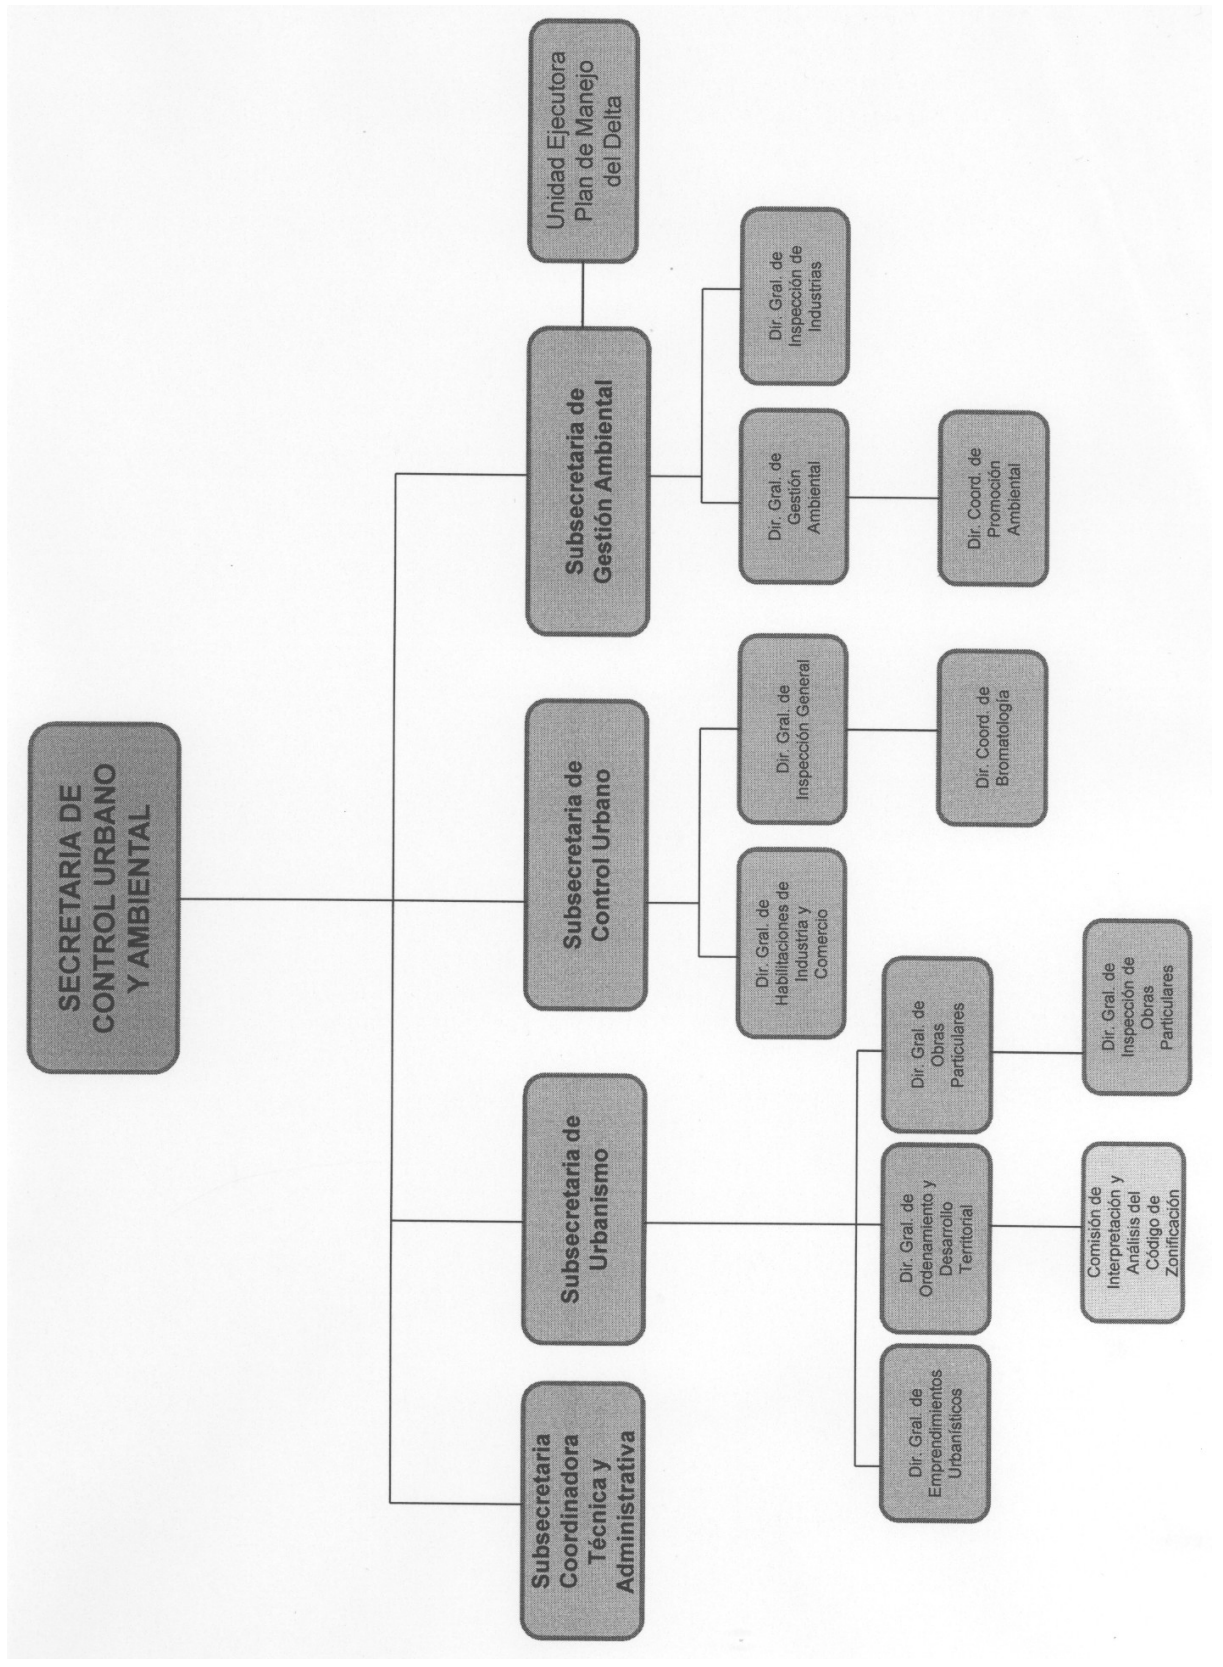 SECRETARIA DE
CONTROL URBANO
Y AMBIENTAL
Subsecretaria
Coordinadora
Técnica y
Administrativa
Subsecretaria de
Urbanismo
Subsecretaria de
Control Urbano
Subsecretaria de
Gestión Ambiental
Unidad Ejecutora
Plan de Manejo
del Delta
Dir. Gral. de
Habilitaciones de
Industria y
Comercio
Dir. Gral. de
Inspección General
Dir. Gral. de
Gestión
Ambiental
Dir. Gral. de
Inspección de
Industrias
Dir. Gral. de
Emprendimientos
Urbanísticos
Dir. Gral. de
Ordenamiento y
Desarrollo
Territorial
Dir. Gral. de
Obras
Particulares
Dir. Coord. de
Bromatología
Dir. Coord. de
Promoción
Ambiental
Comisión de
Interpretación y
Análisis del
Código de
Zonificación
Dir. Gral. de
Inspección de
Obras
Particulares